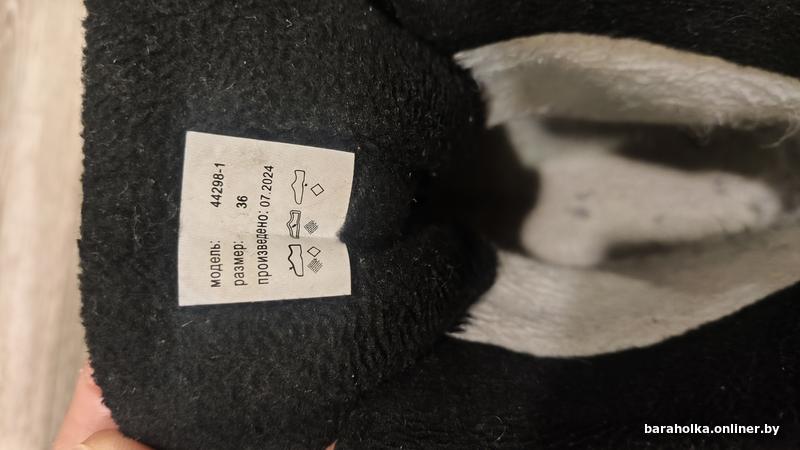 модель: 44298-1
размер: 36
произведено: 07.2024
baraholka.onliner.by